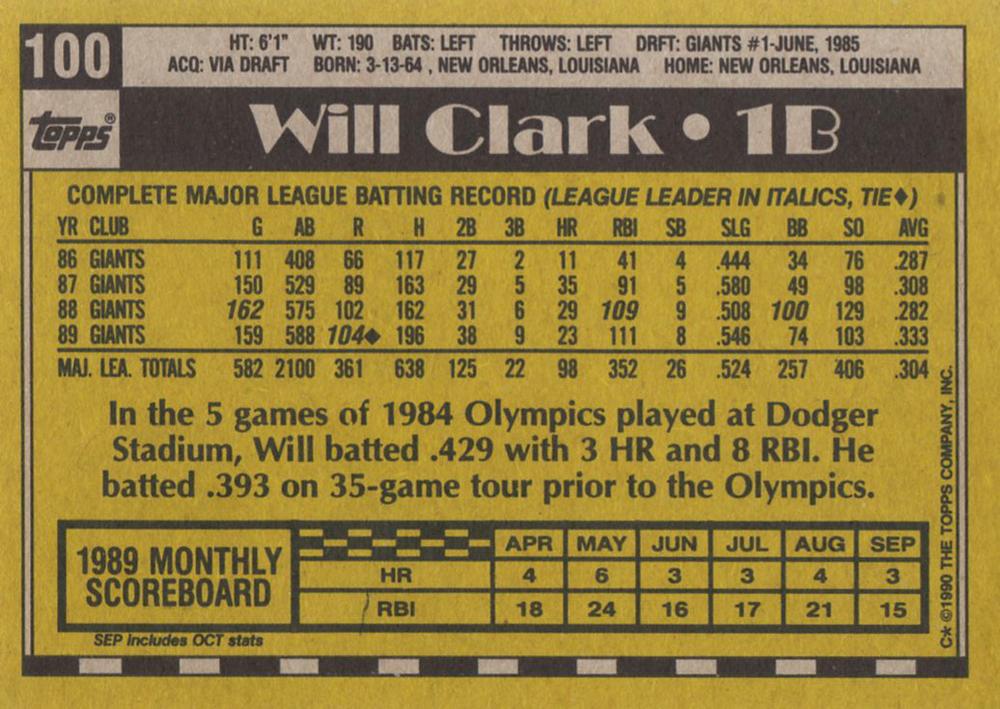 100
HT: 6'1" WT: 190 BATS: LEFT THROWS: LEFT DRFT: GIANTS #1-JUNE, 1985
ACQ: VIA DRAFT BORN: 3-13-64 , NEW ORLEANS, LOUISIANA HOME: NEW ORLEANS, LOUISIANA
topps®
Will Clark • 1B
COMPLETE MAJOR LEAGUE BATTING RECORD (LEAGUE LEADER IN ITALICS, TIE♦)
YR CLUB G AB R H 2B 3B HR RBI SB SLG BB SO AVG
86 GIANTS 111 408 66 117 27 2 11 41 4 .444 34 76 .287
87 GIANTS 150 529 89 163 29 5 35 91 5 .580 49 98 .308
88 GIANTS 162 575 102 162 31 6 29 109 9 .508 100 129 .282
89 GIANTS 159 588 104♦ 196 38 9 23 111 8 .546 74 103 .333
MAJ. LEA. TOTALS 582 2100 361 638 125 22 98 352 26 .524 257 406 .304
In the 5 games of 1984 Olympics played at Dodger
Stadium, Will batted .429 with 3 HR and 8 RBI. He
batted .393 on 35-game tour prior to the Olympics.
1989 MONTHLY
SCOREBOARD
APR MAY JUN JUL AUG SEP
HR 4 6 3 3 4 3
RBI 18 24 16 17 21 15
SEP includes OCT stats
C* ©1990 THE TOPPS COMPANY, INC.